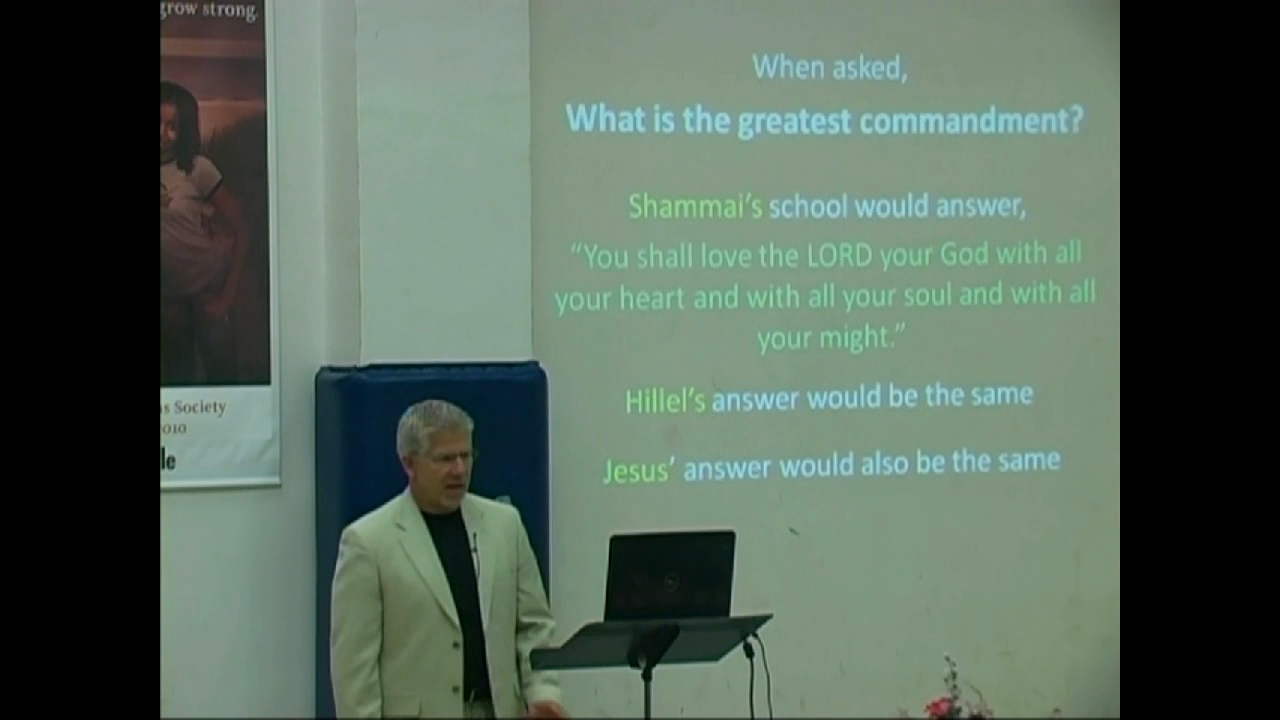 grow strong.
s Society
2010
le
When asked,
What is the greatest commandment?
Shammai's school would answer,
“You shall love the LORD your God with all
your heart and with all your soul and with all
your might.”
Hillel's answer would be the same
Jesus’ answer would also be the same